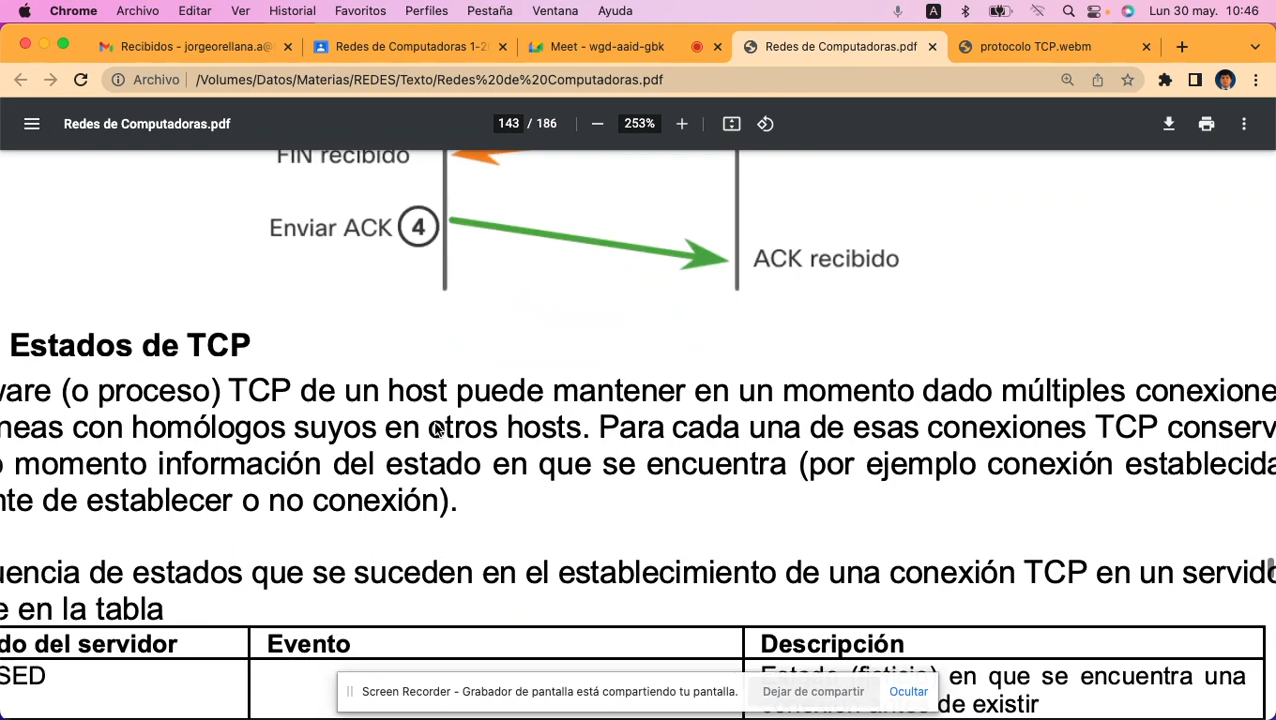 Chrome Archivo Editar Ver Historial Favoritos Perfiles Pestaña Ventana Ayuda A Lun 30 may. 10:46
Recibidos - jorgeorellana.a@ Redes de Computadoras 1-2 Meet - wgd-aaid-gbk Redes de Computadoras.pdf protocolo TCP.webm
Archivo /Volumes/Datos/Materias/REDES/Texto/Redes%20de%20Computadoras.pdf
Redes de Computadoras.pdf 143 / 186 253%
FIN recibido
Enviar ACK 4
ACK recibido
Estados de TCP
ware (o proceso) TCP de un host puede mantener en un momento dado múltiples conexione
neas con homólogos suyos en otros hosts. Para cada una de esas conexiones TCP conserv
o momento información del estado en que se encuentra (por ejemplo conexión establecida
nte de establecer o no conexión).
uencia de estados que se suceden en el establecimiento de una conexión TCP en un servido
e en la tabla
do del servidor Evento Descripción
SED Estado (ficticio) en que se encuentra una
conexión antes de existir
Screen Recorder - Grabador de pantalla está compartiendo tu pantalla. Dejar de compartir Ocultar